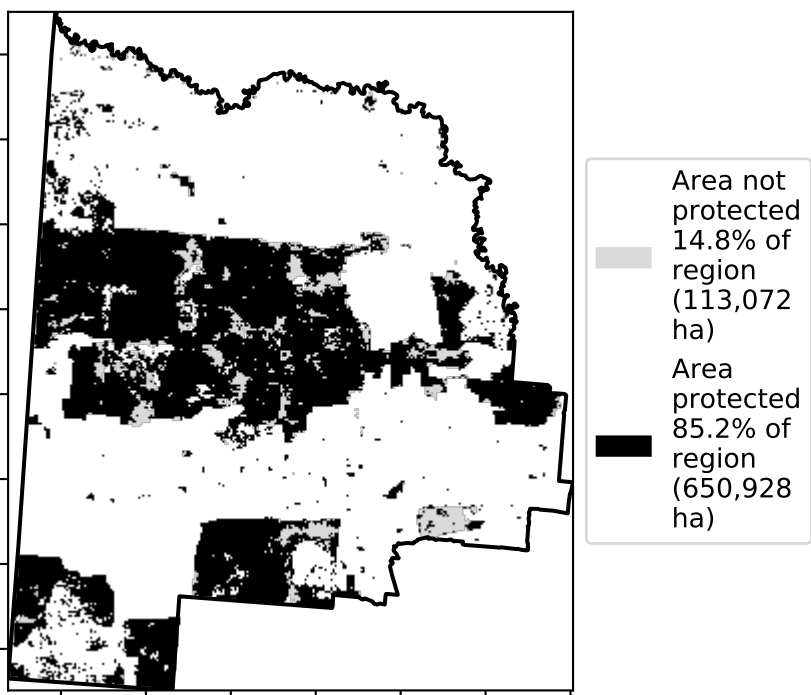 Area not
protected
14.8% of
region
(113,072
ha)
Area
protected
85.2% of
region
(650,928
ha)